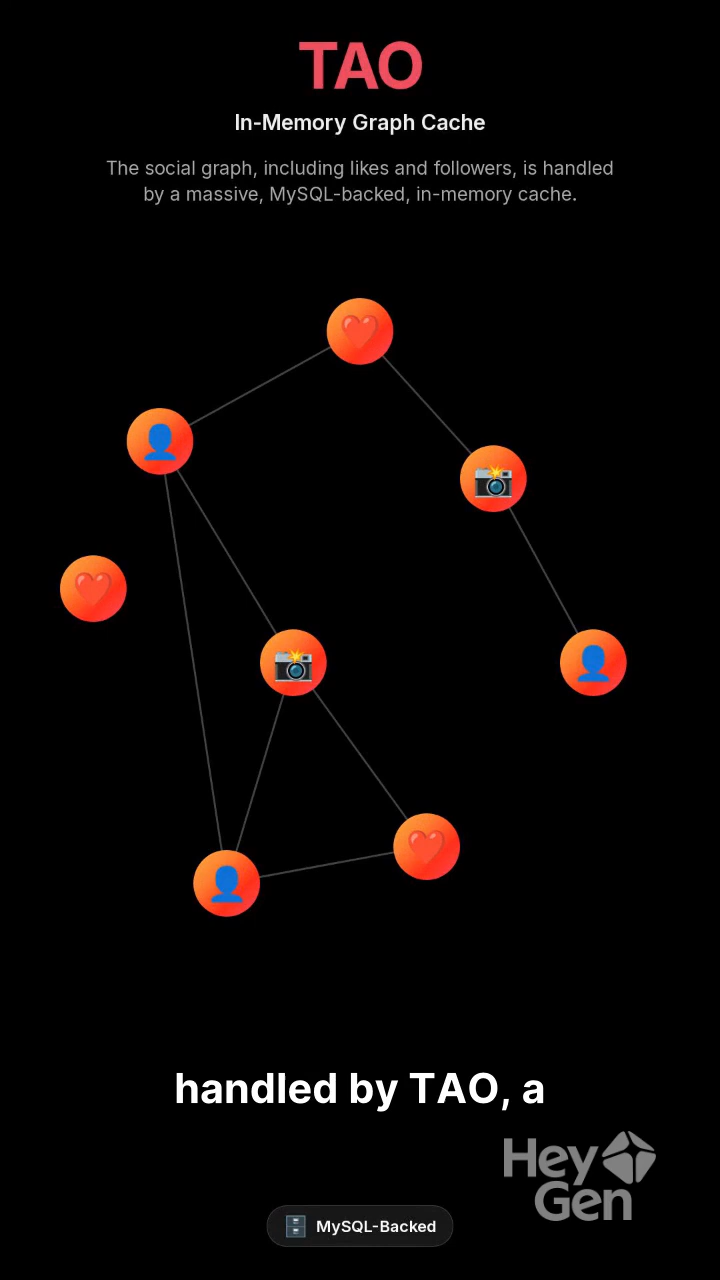 TAO
In-Memory Graph Cache
The social graph, including likes and followers, is handled
by a massive, MySQL-backed, in-memory cache.
handled by TAO, a
Hey
Gen
MySQL-Backed